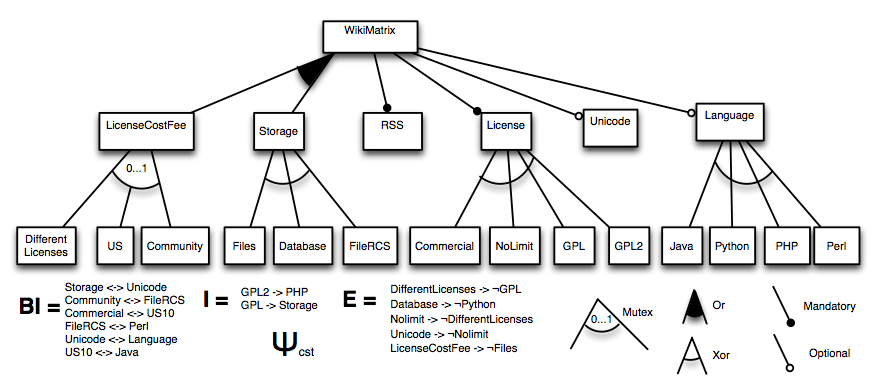 WikiMatrix
LicenseCostFee
Storage
RSS
License
Unicode
Language
0...1
Different
Licenses
US
Community
Files
Database
FileRCS
Commercial
NoLimit
GPL
GPL2
Java
Python
PHP
Perl
BI =
Storage <-> Unicode
Community <-> FileRCS
Commercial <-> US10
FileRCS <-> Perl
Unicode <-> Language
US10 <-> Java
I =
GPL2 -> PHP
GPL -> Storage
Ψcst
E =
DifferentLicenses -> ¬GPL
Database -> ¬Python
Nolimit -> ¬DifferentLicenses
Unicode -> ¬Nolimit
LicenseCostFee -> ¬Files
0...1
Mutex
Or
Xor
Mandatory
Optional